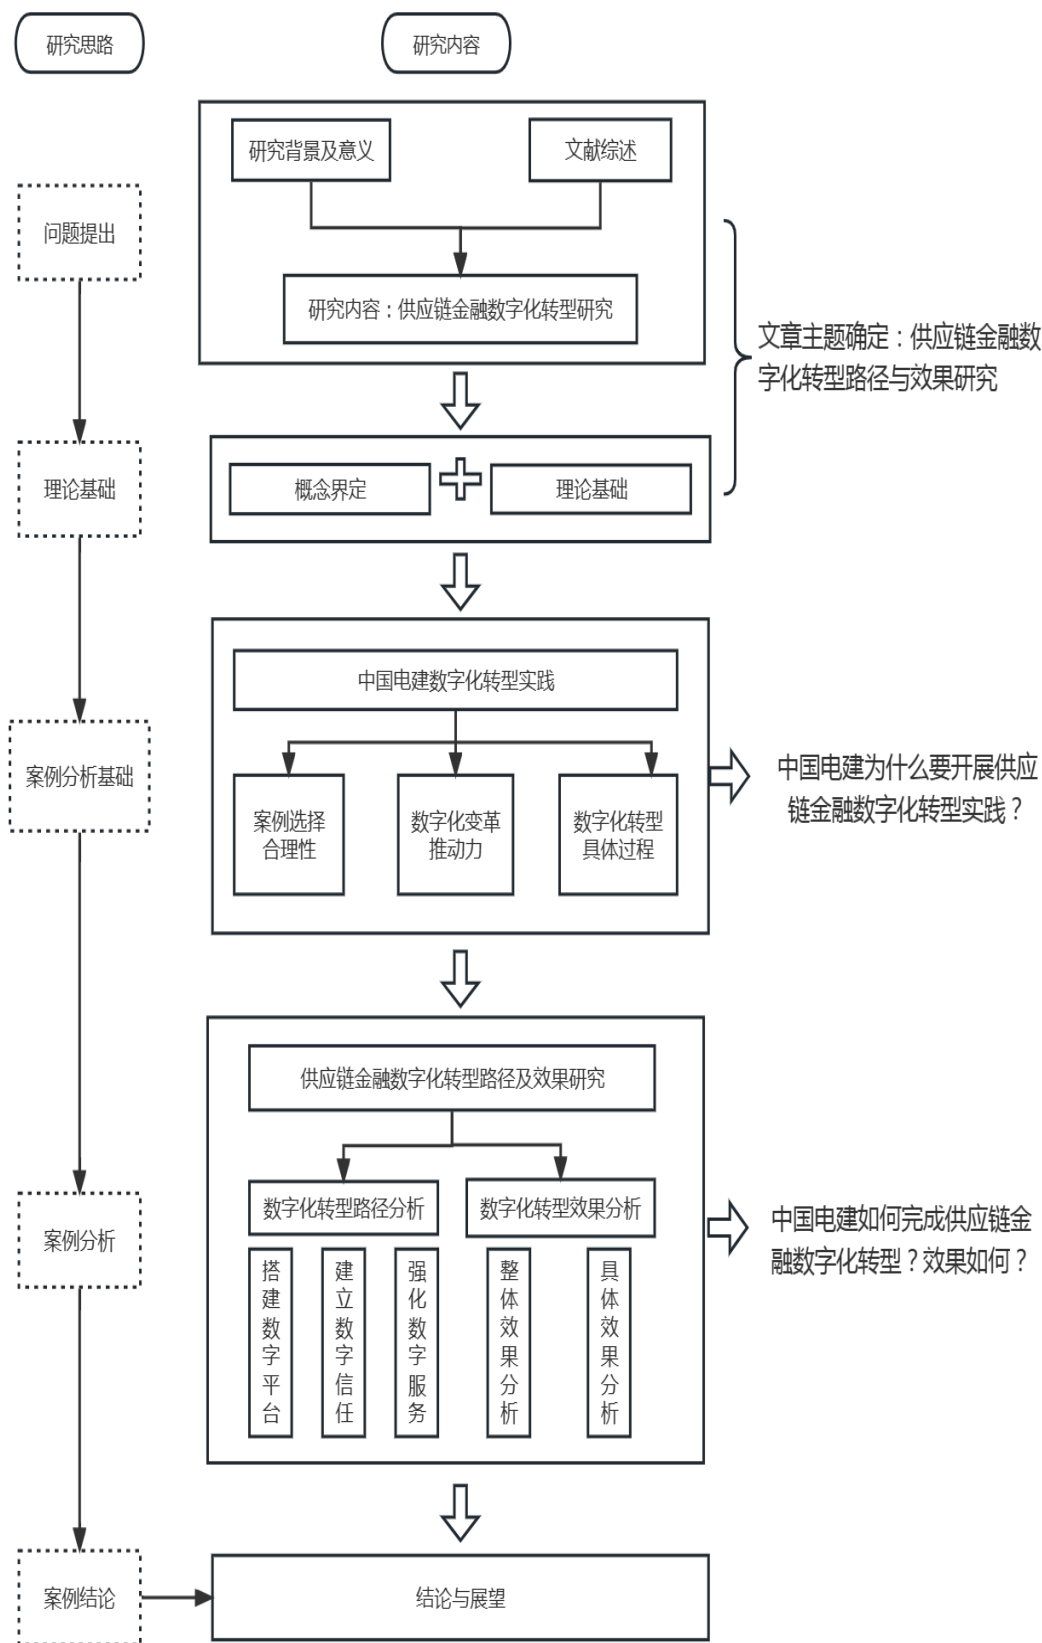 研究思路
研究内容
研究背景及意义
文献综述
问题提出
研究内容：供应链金融数字化转型研究
文章主题确定：供应链金融数
字化转型路径与效果研究
理论基础
概念界定
理论基础
案例分析基础
中国电建数字化转型实践
案例选择
合理性
数字化变革
推动力
数字化转型
具体过程
中国电建为什么要开展供应
链金融数字化转型实践？
案例分析
供应链金融数字化转型路径及效果研究
数字化转型路径分析
数字化转型效果分析
搭建数字平台
建立数字信任
强化数字服务
整体效果分析
具体效果分析
中国电建如何完成供应链金
融数字化转型？效果如何？
案例结论
结论与展望